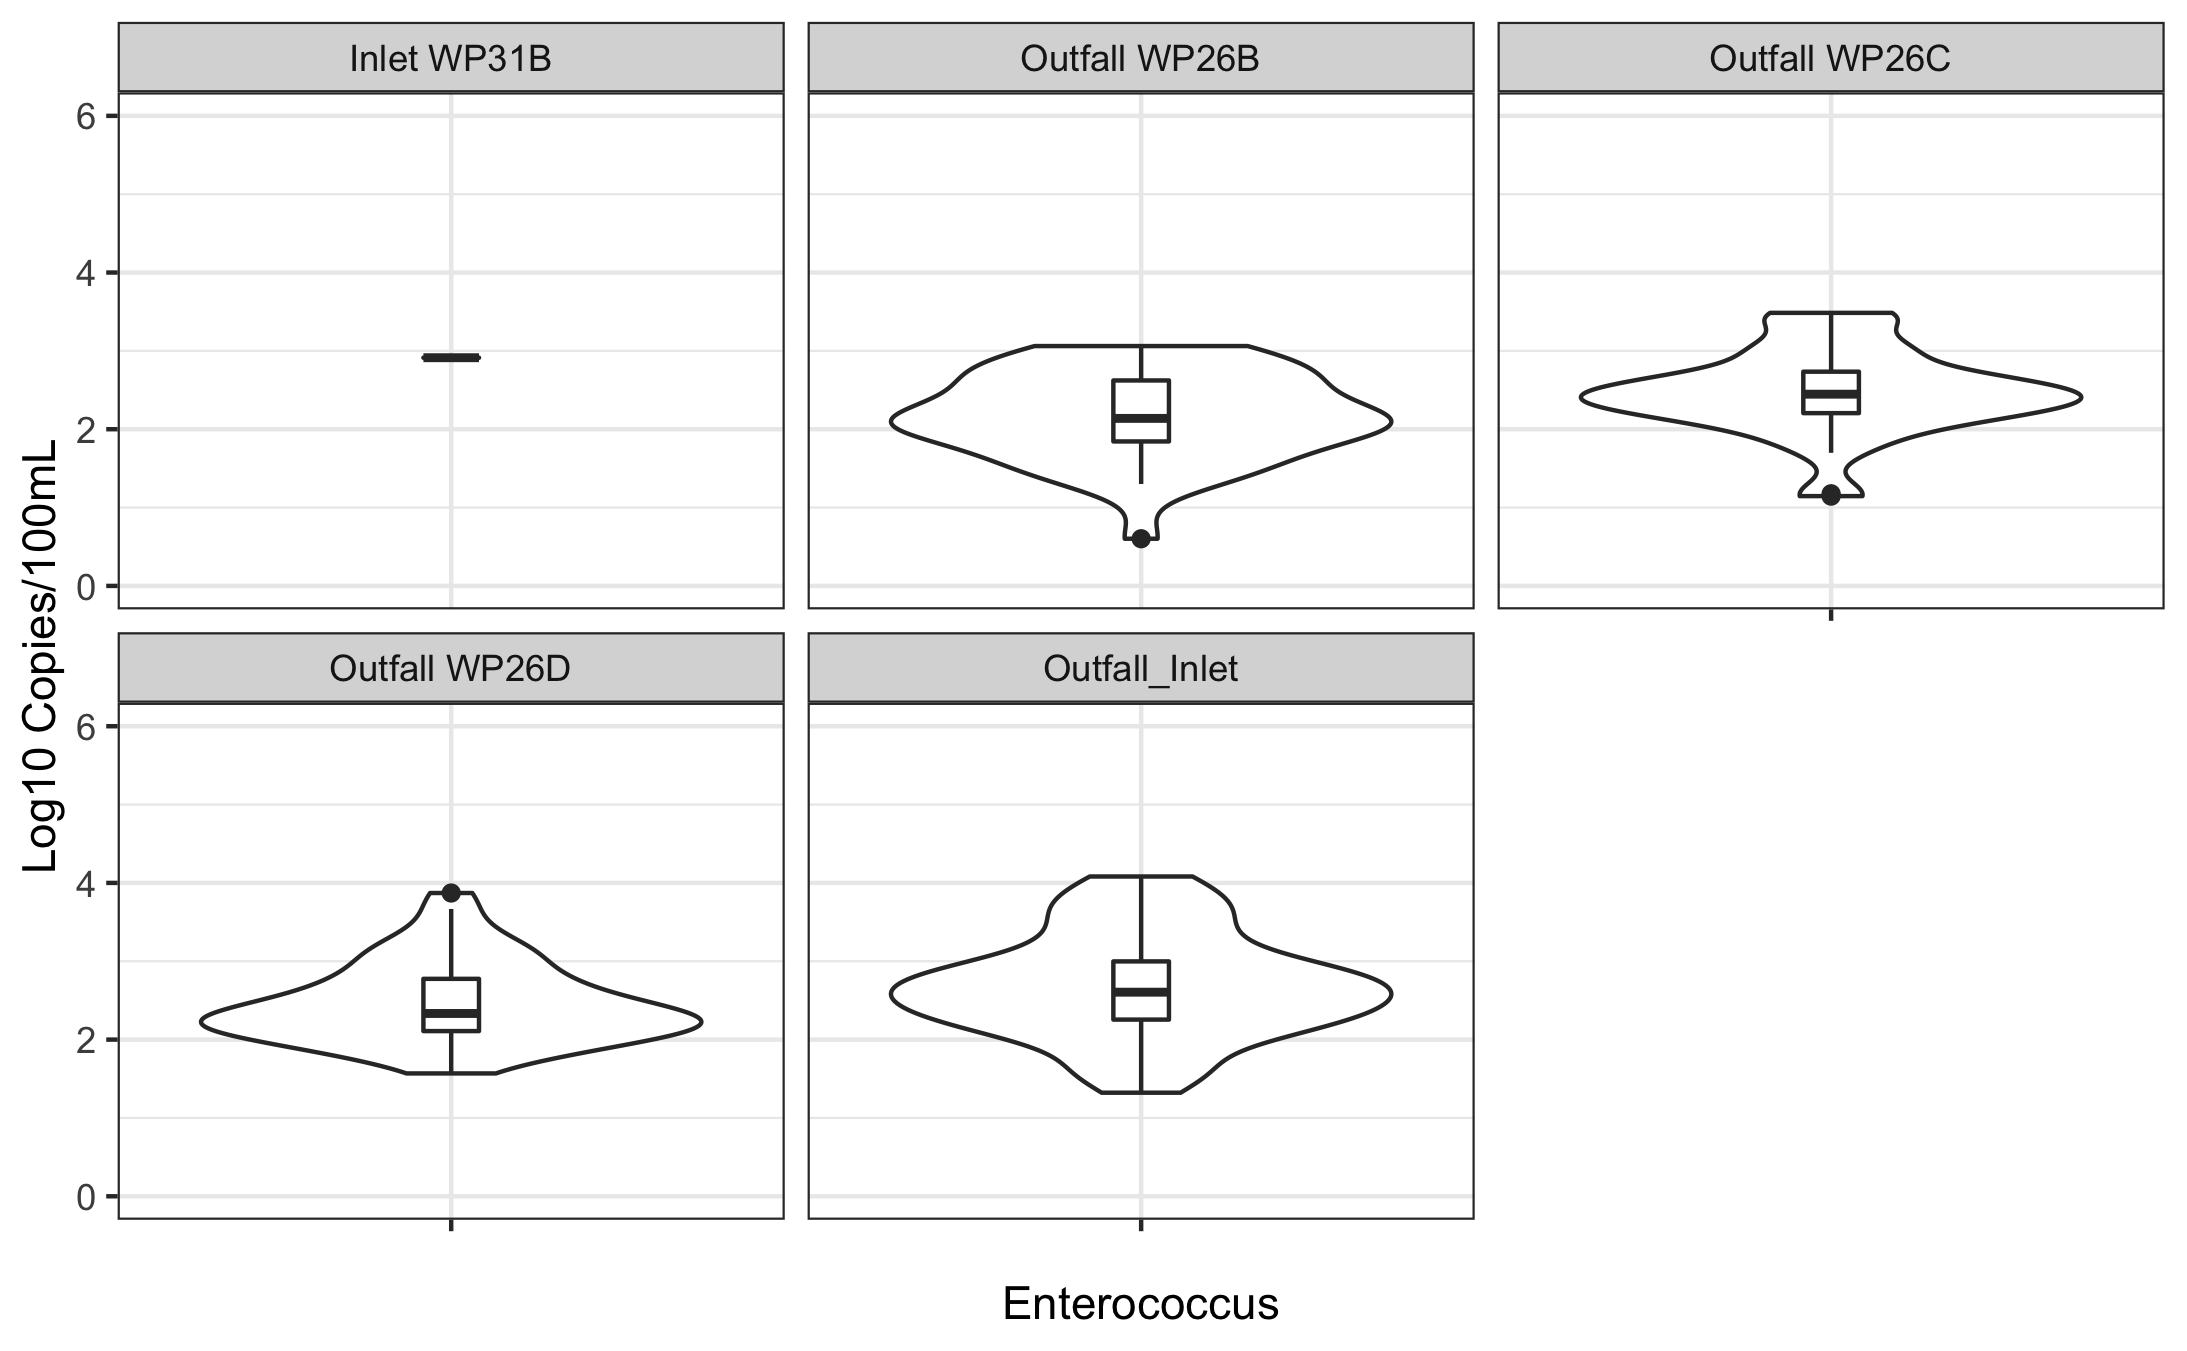 Inlet WP31B
Outfall WP26B
Outfall WP26C
6
4
2
0
Outfall WP26D
Outfall_Inlet
6
4
2
0
Log10 Copies/100mL
Enterococcus